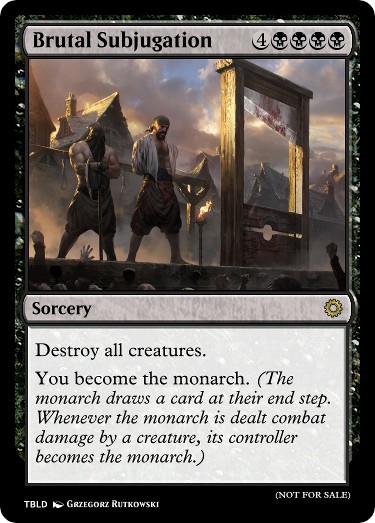 Brutal Subjugation 4
Sorcery
Destroy all creatures.
You become the monarch. (The
monarch draws a card at their end step.
Whenever the monarch is dealt combat
damage by a creature, its controller
becomes the monarch.)
TBLD Grzegorz Rutkowski
(NOT FOR SALE)